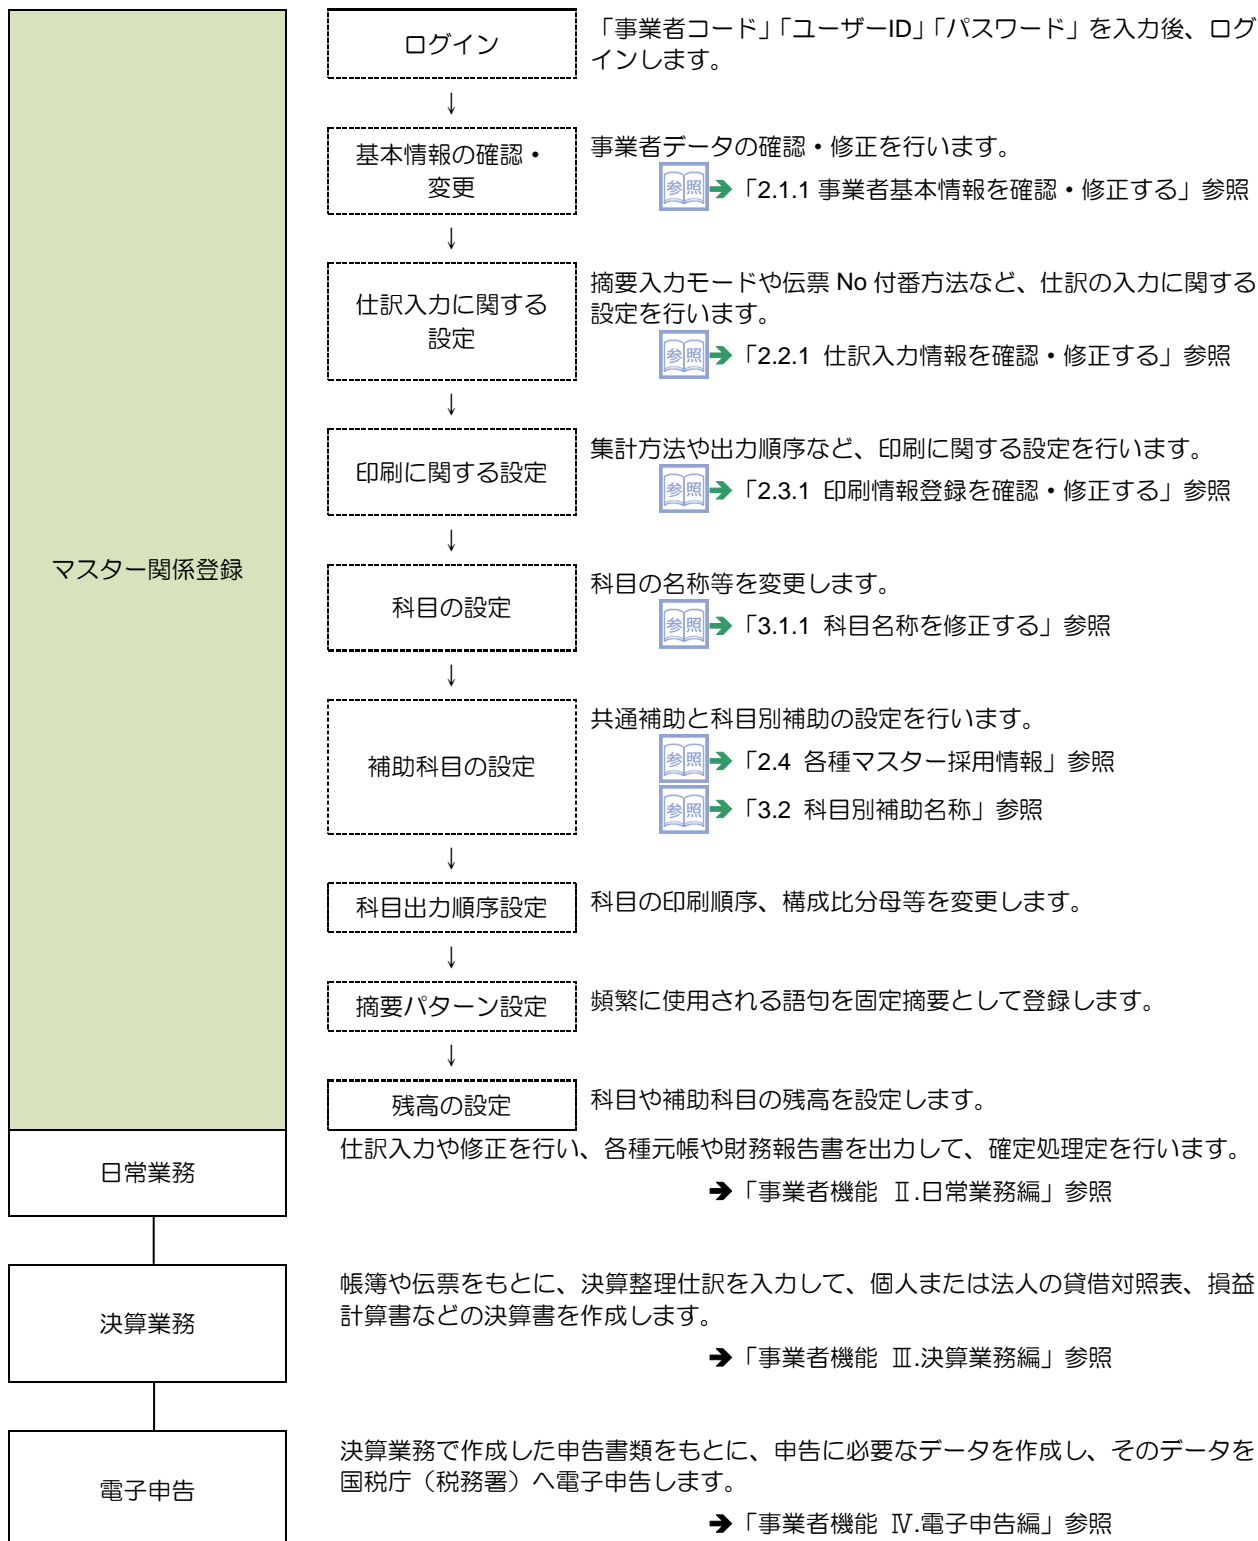 マスター関係登録
ログイン
「事業者コード」「ユーザーID」「パスワード」を入力後、ログ
インします。
↓
基本情報の確認・
変更
事業者データの確認・修正を行います。
参照➔「2.1.1 事業者基本情報を確認・修正する」参照
↓
仕訳入力に関する
設定
摘要入力モードや伝票 No 付番方法など、仕訳の入力に関する
設定を行います。
参照➔「2.2.1 仕訳入力情報を確認・修正する」参照
↓
印刷に関する設定
集計方法や出力順序など、印刷に関する設定を行います。
参照➔「2.3.1 印刷情報登録を確認・修正する」参照
↓
科目の設定
科目の名称等を変更します。
参照➔「3.1.1 科目名称を修正する」参照
↓
補助科目の設定
共通補助と科目別補助の設定を行います。
参照➔「2.4 各種マスター採用情報」参照
参照➔「3.2 科目別補助名称」参照
↓
科目出力順序設定
科目の印刷順序、構成比分母等を変更します。
↓
摘要パターン設定
頻繁に使用される語句を固定摘要として登録します。
↓
残高の設定
科目や補助科目の残高を設定します。
日常業務
仕訳入力や修正を行い、各種元帳や財務報告書を出力して、確定処理定を行います。
➔「事業者機能 Ⅱ.日常業務編」参照
決算業務
帳簿や伝票をもとに、決算整理仕訳を入力して、個人または法人の貸借対照表、損益
計算書などの決算書を作成します。
➔「事業者機能 Ⅲ.決算業務編」参照
電子申告
決算業務で作成した申告書類をもとに、申告に必要なデータを作成し、そのデータを
国税庁（税務署）へ電子申告します。
➔「事業者機能 Ⅳ.電子申告編」参照